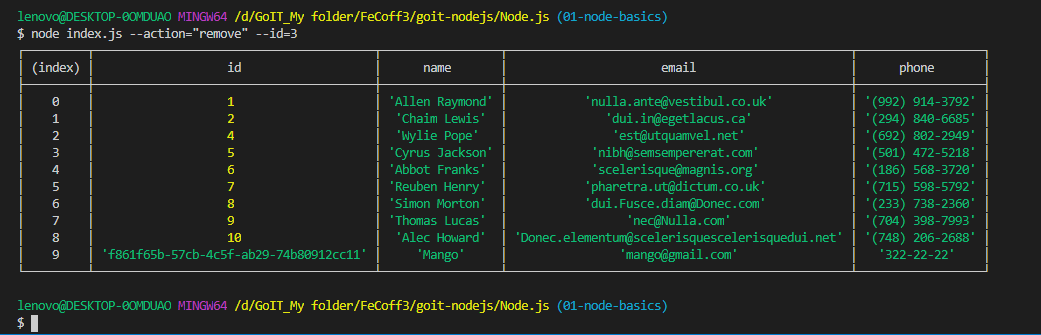 lenovo@DESKTOP-0OMDUAO MINGW64 /d/GoIT_My folder/FeCoff3/goit-nodejs/Node.js (01-node-basics)
$ node index.js --action="remove" --id=3
(index) id name email phone
0 1 'Allen Raymond' 'nulla.ante@vestibul.co.uk' '(992) 914-3792'
1 2 'Chaim Lewis' 'dui.in@egetlacus.ca' '(294) 840-6685'
2 4 'Wylie Pope' 'est@utquamvel.net' '(692) 802-2949'
3 5 'Cyrus Jackson' 'nibh@semsempererat.com' '(501) 472-5218'
4 6 'Abbot Franks' 'scelerisque@magnis.org' '(186) 568-3720'
5 7 'Reuben Henry' 'pharetra.ut@dictum.co.uk' '(715) 598-5792'
6 8 'Simon Morton' 'dui.Fusce.diam@Donec.com' '(233) 738-2360'
7 9 'Thomas Lucas' 'nec@Nulla.com' '(704) 398-7993'
8 10 'Alec Howard' 'Donec.elementum@scelerisquescelerisquedui.net' '(748) 206-2688'
9 'f861f65b-57cb-4c5f-ab29-74b80912cc11' 'Mango' 'mango@gmail.com' '322-22-22'
lenovo@DESKTOP-0OMDUAO MINGW64 /d/GoIT_My folder/FeCoff3/goit-nodejs/Node.js (01-node-basics)
$